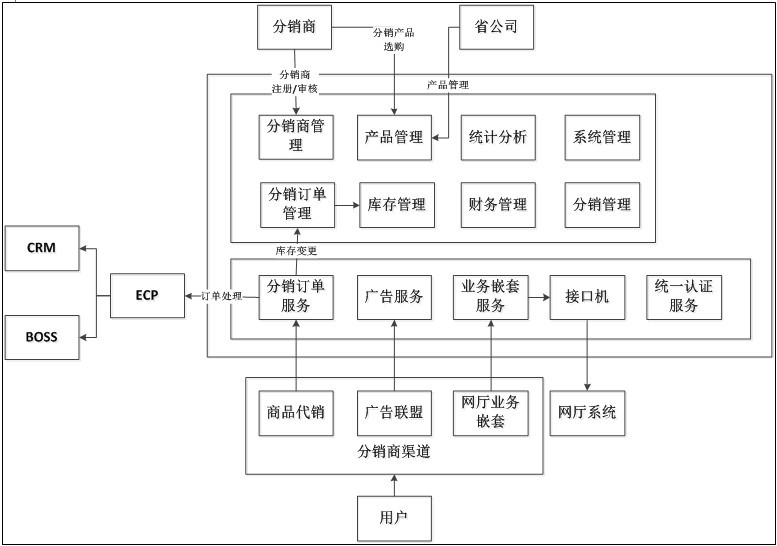 分销商
分销产品
选购
省公司
分销商
注册/审核
产品管理
分销商管
理
产品管理
统计分析
系统管理
分销订单
管理
库存管理
财务管理
分销管理
库存变更
CRM
ECP
BOSS
订单处理
分销订单
服务
广告服务
业务嵌套
服务
接口机
统一认证
服务
商品代销
广告联盟
网厅业务
嵌套
网厅系统
分销商渠道
用户